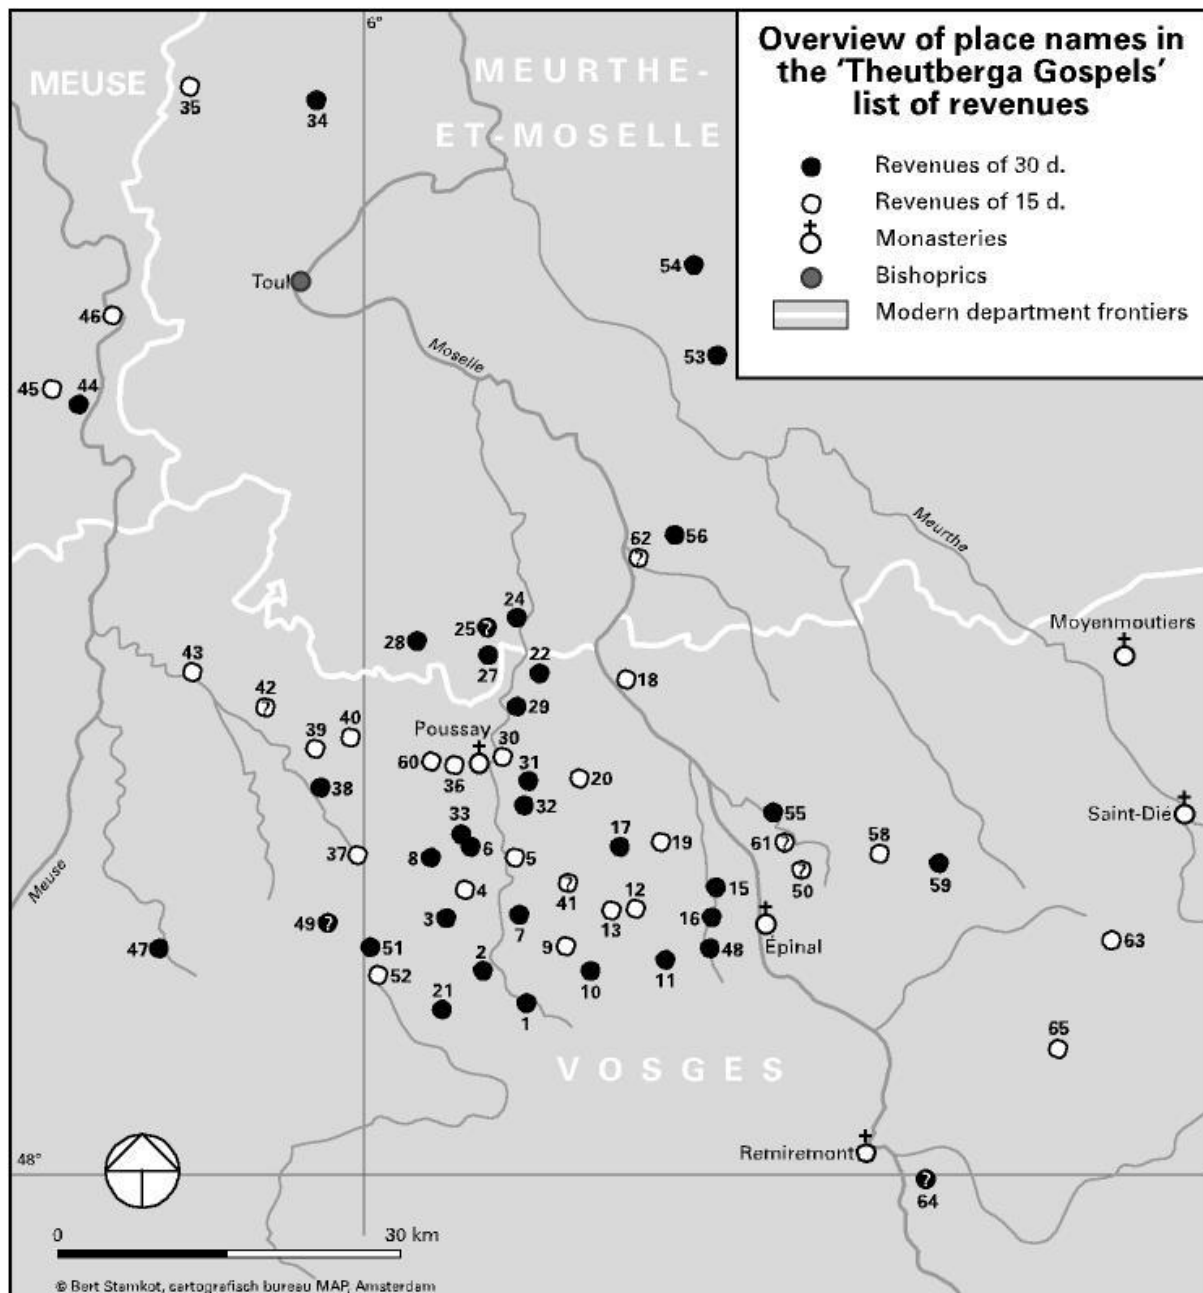 Overview of place names in
the 'Theutberga Gospels'
list of revenues
Revenues of 30 d.
Revenues of 15 d.
Monasteries
Bishoprics
Modern department frontiers
6°
MEUSE
MEURTHE-
ET-MOSELLE
35
34
Toul
54
46
53
Moselle
45
44
Meurthe
62
56
24
25 ?
28
27
22
Moyenmoutiers
43
18
42
?
29
40
39
Poussay
30
60
36
31
20
38
32
Saint-Dié
55
33
6
17
19
61 ?
58
37
8
5
59
?
50
4
?
41
12
15
Meuse
49 ?
3
7
13
16
Épinal
63
47
51
2
9
48
52
10
11
21
1
65
VOSGES
Remiremont
48°
?
64
0
30 km
© Bert Stamkot, cartografisch bureau MAP, Amsterdam